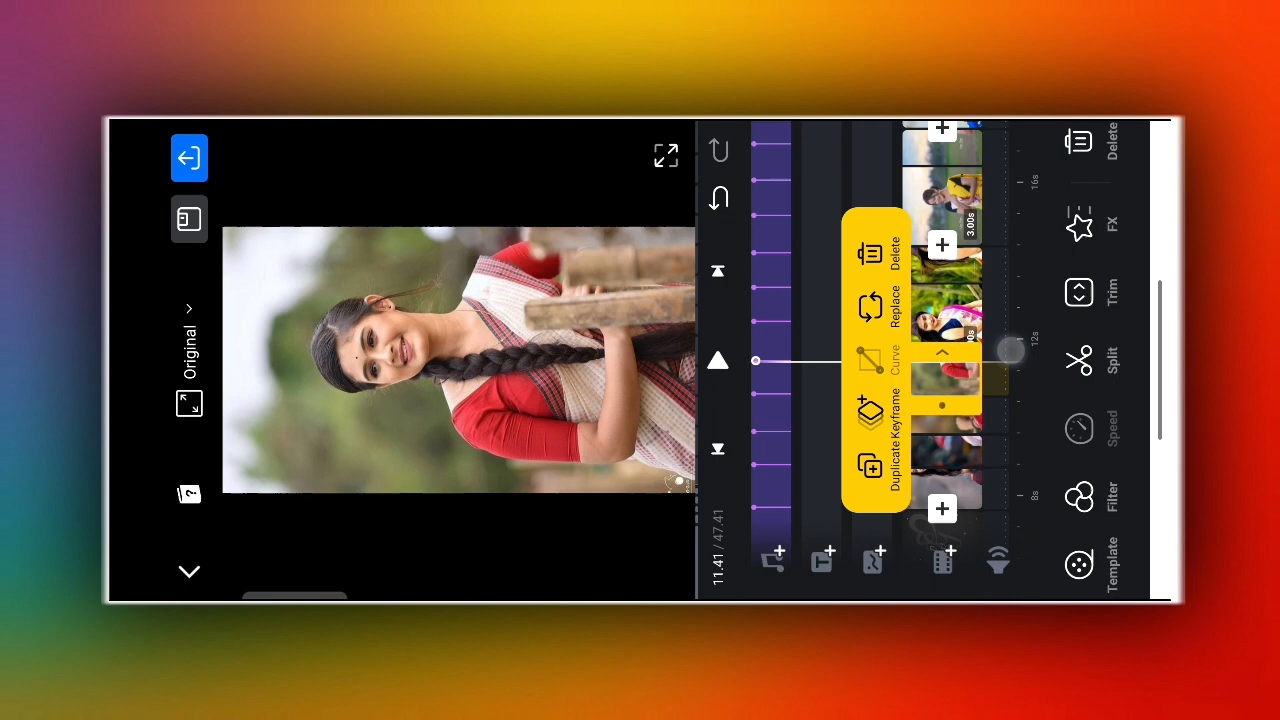 Original
?
11.41 / 47.41
Duplicate
Keyframe
Curve
Replace
Delete
3.00s
8s
12s
16s
Template
Filter
Speed
Split
Trim
FX
Delete